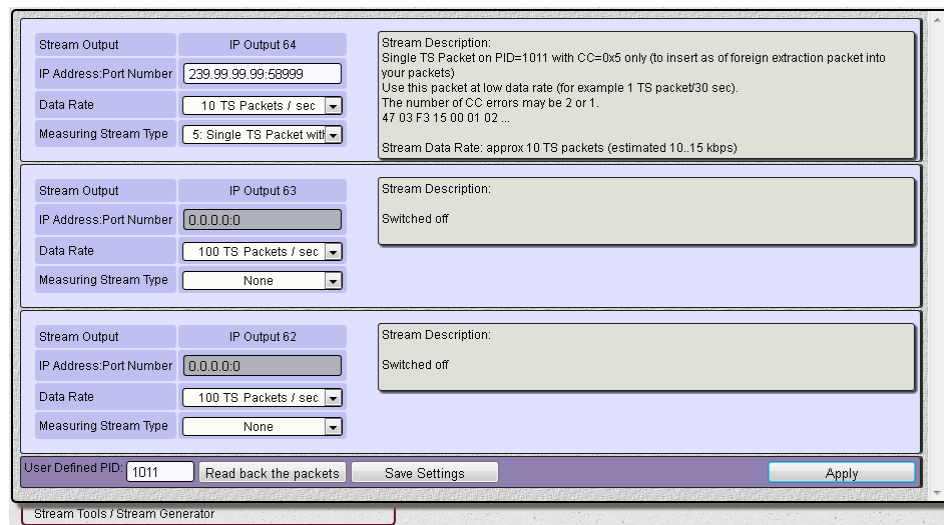 Stream Output IP Output 64
IP Address:Port Number 239.99.99.99:58999
Data Rate 10 TS Packets / sec
Measuring Stream Type 5: Single TS Packet with
Stream Description:
Single TS Packet on PID=1011 with CC=0x5 only (to insert as of foreign extraction packet into
your packets)
Use this packet at low data rate (for example 1 TS packet/30 sec).
The number of CC errors may be 2 or 1.
47 03 F3 15 00 01 02 ...
Stream Data Rate: approx 10 TS packets (estimated 10..15 kbps)
Stream Output IP Output 63
IP Address:Port Number 0.0.0.0:0
Data Rate 100 TS Packets / sec
Measuring Stream Type None
Stream Description:
Switched off
Stream Output IP Output 62
IP Address:Port Number 0.0.0.0:0
Data Rate 100 TS Packets / sec
Measuring Stream Type None
Stream Description:
Switched off
User Defined PID: 1011 Read back the packets Save Settings Apply
Stream Tools / Stream Generator